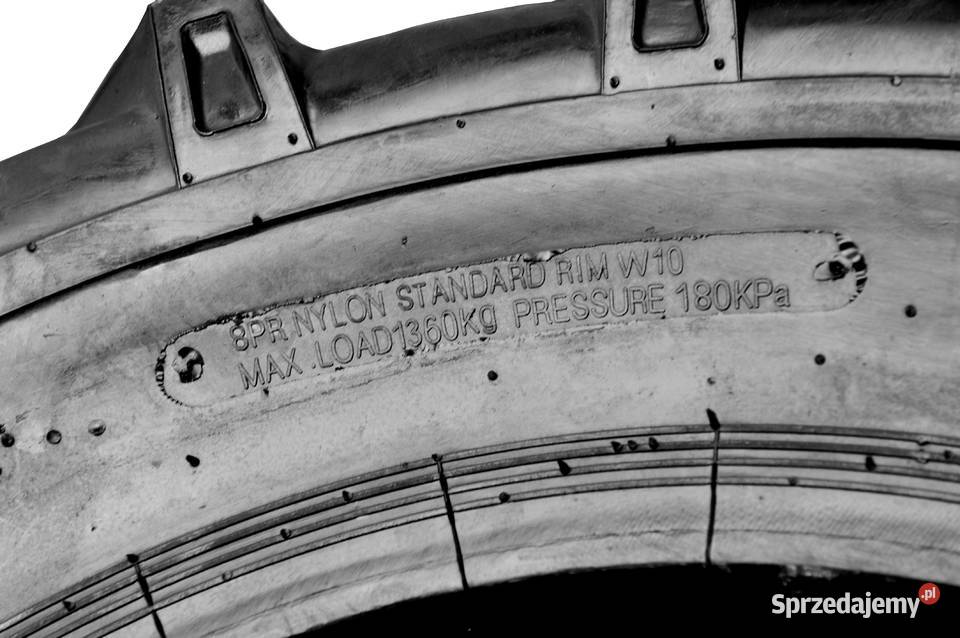 8PR NYLON STANDARD RIM W10
MAX .LOAD1360Kg PRESSURE 180KPa
Sprzedajemy.pl